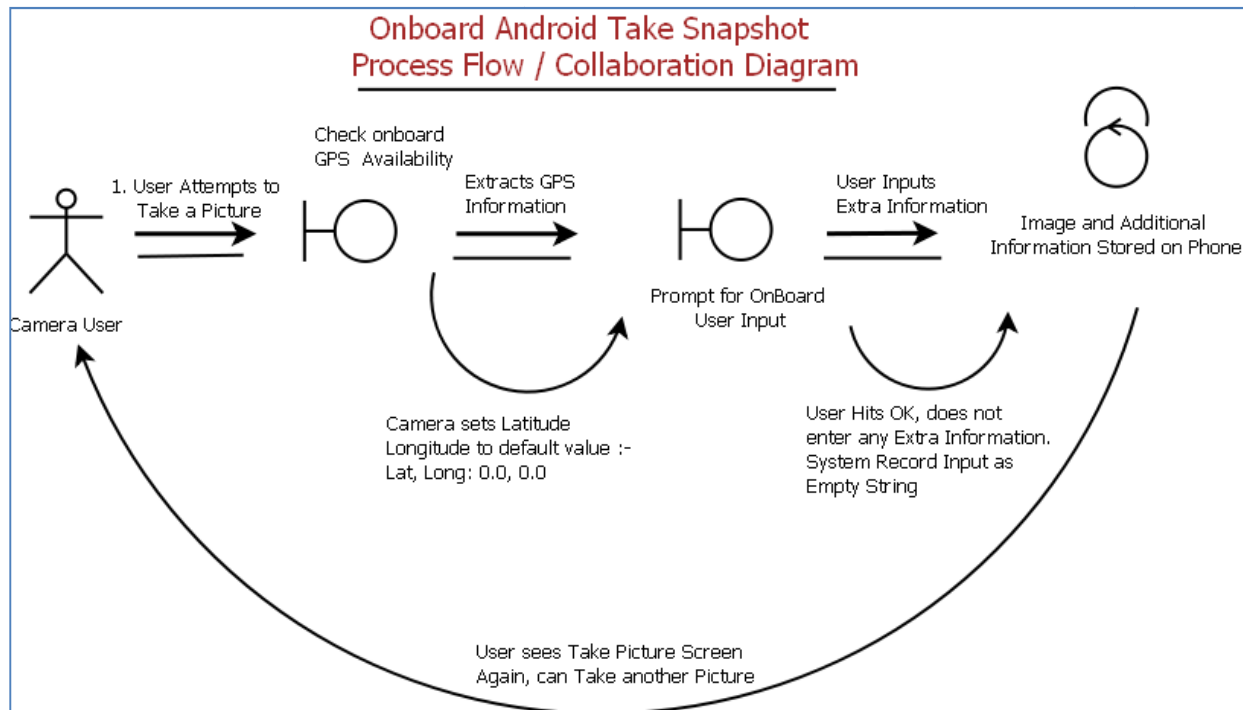 Onboard Android Take Snapshot
Process Flow / Collaboration Diagram
Check onboard
GPS Availability
1. User Attempts to
Take a Picture
Extracts GPS
Information
User Inputs
Extra Information
Image and Additional
Information Stored on Phone
Camera User
Prompt for OnBoard
User Input
Camera sets Latitude
Longitude to default value :-
Lat, Long: 0.0, 0.0
User Hits OK, does not
enter any Extra Information.
System Record Input as
Empty String
User sees Take Picture Screen
Again, can Take another Picture